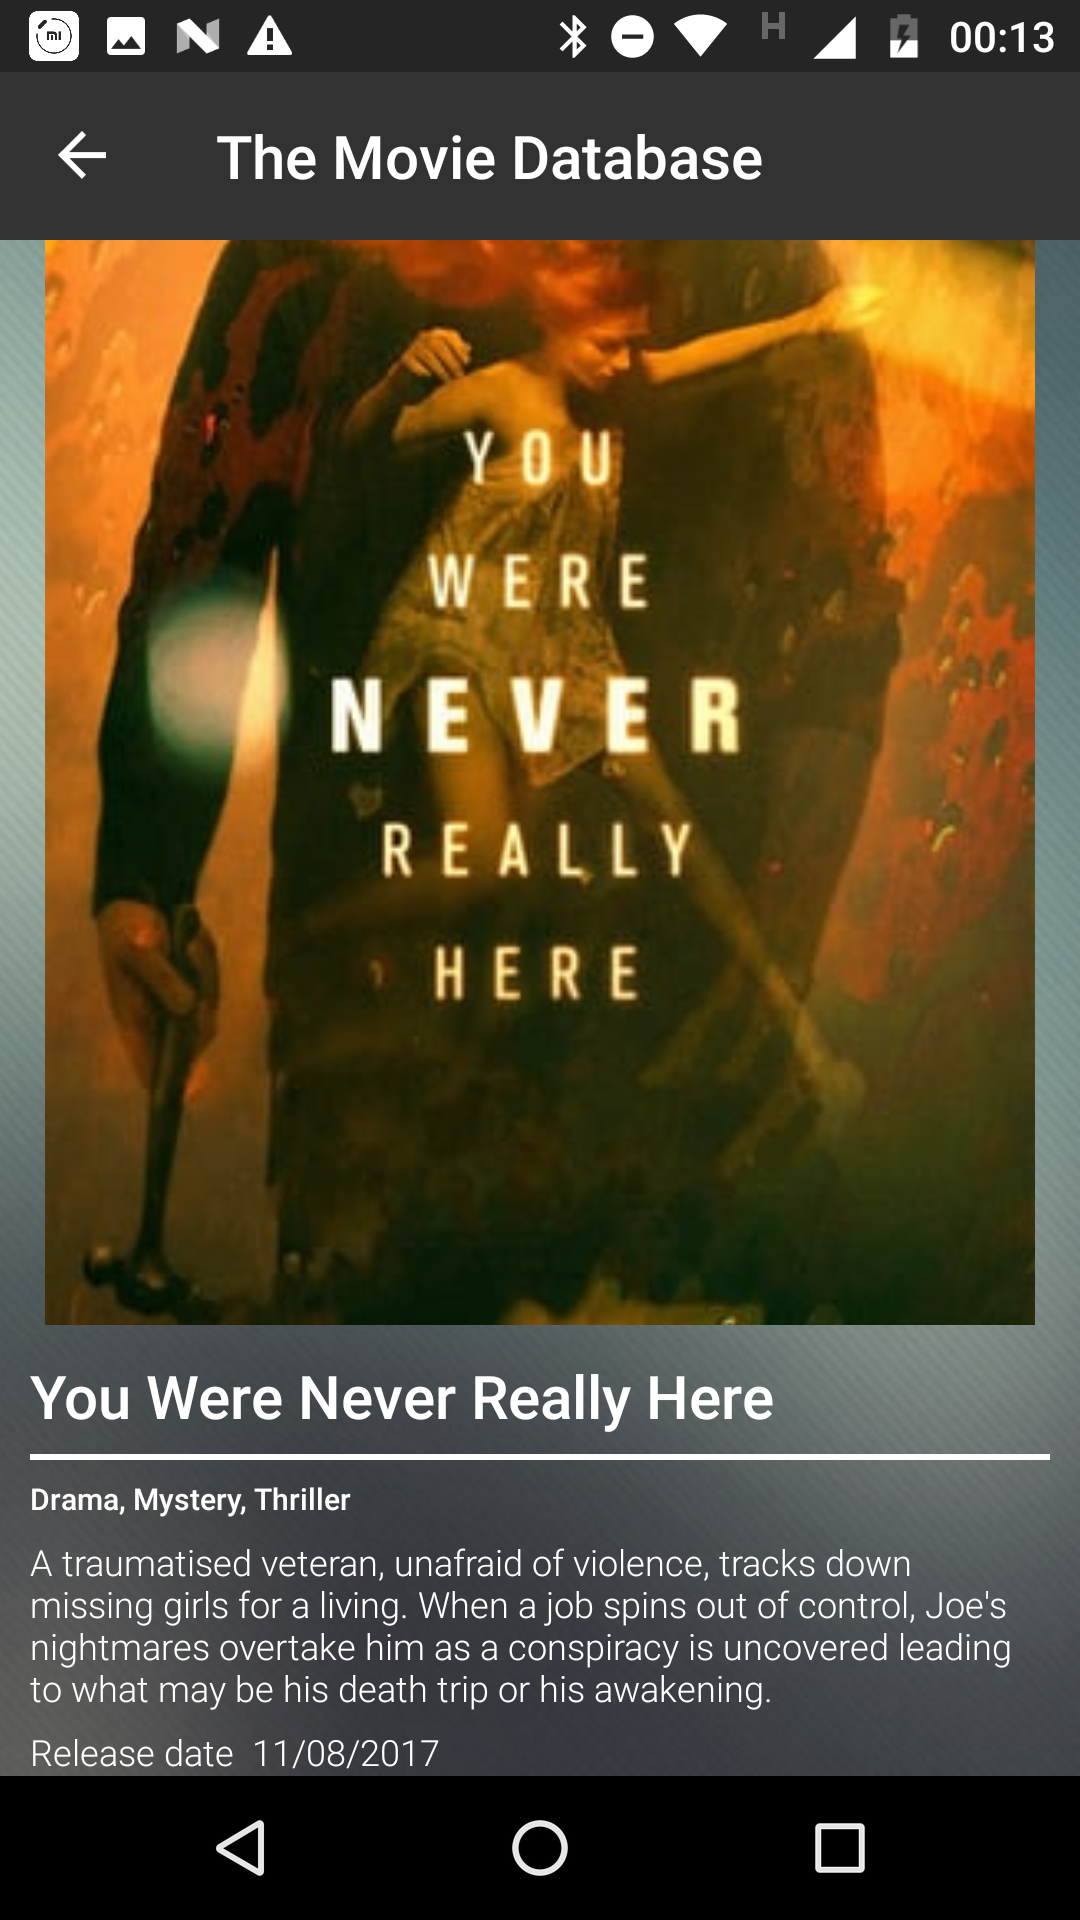 mi H 00:13
The Movie Database
YOU
WERE
NEVER
REALLY
HERE
You Were Never Really Here
Drama, Mystery, Thriller
A traumatised veteran, unafraid of violence, tracks down
missing girls for a living. When a job spins out of control, Joe's
nightmares overtake him as a conspiracy is uncovered leading
to what may be his death trip or his awakening.
Release date 11/08/2017